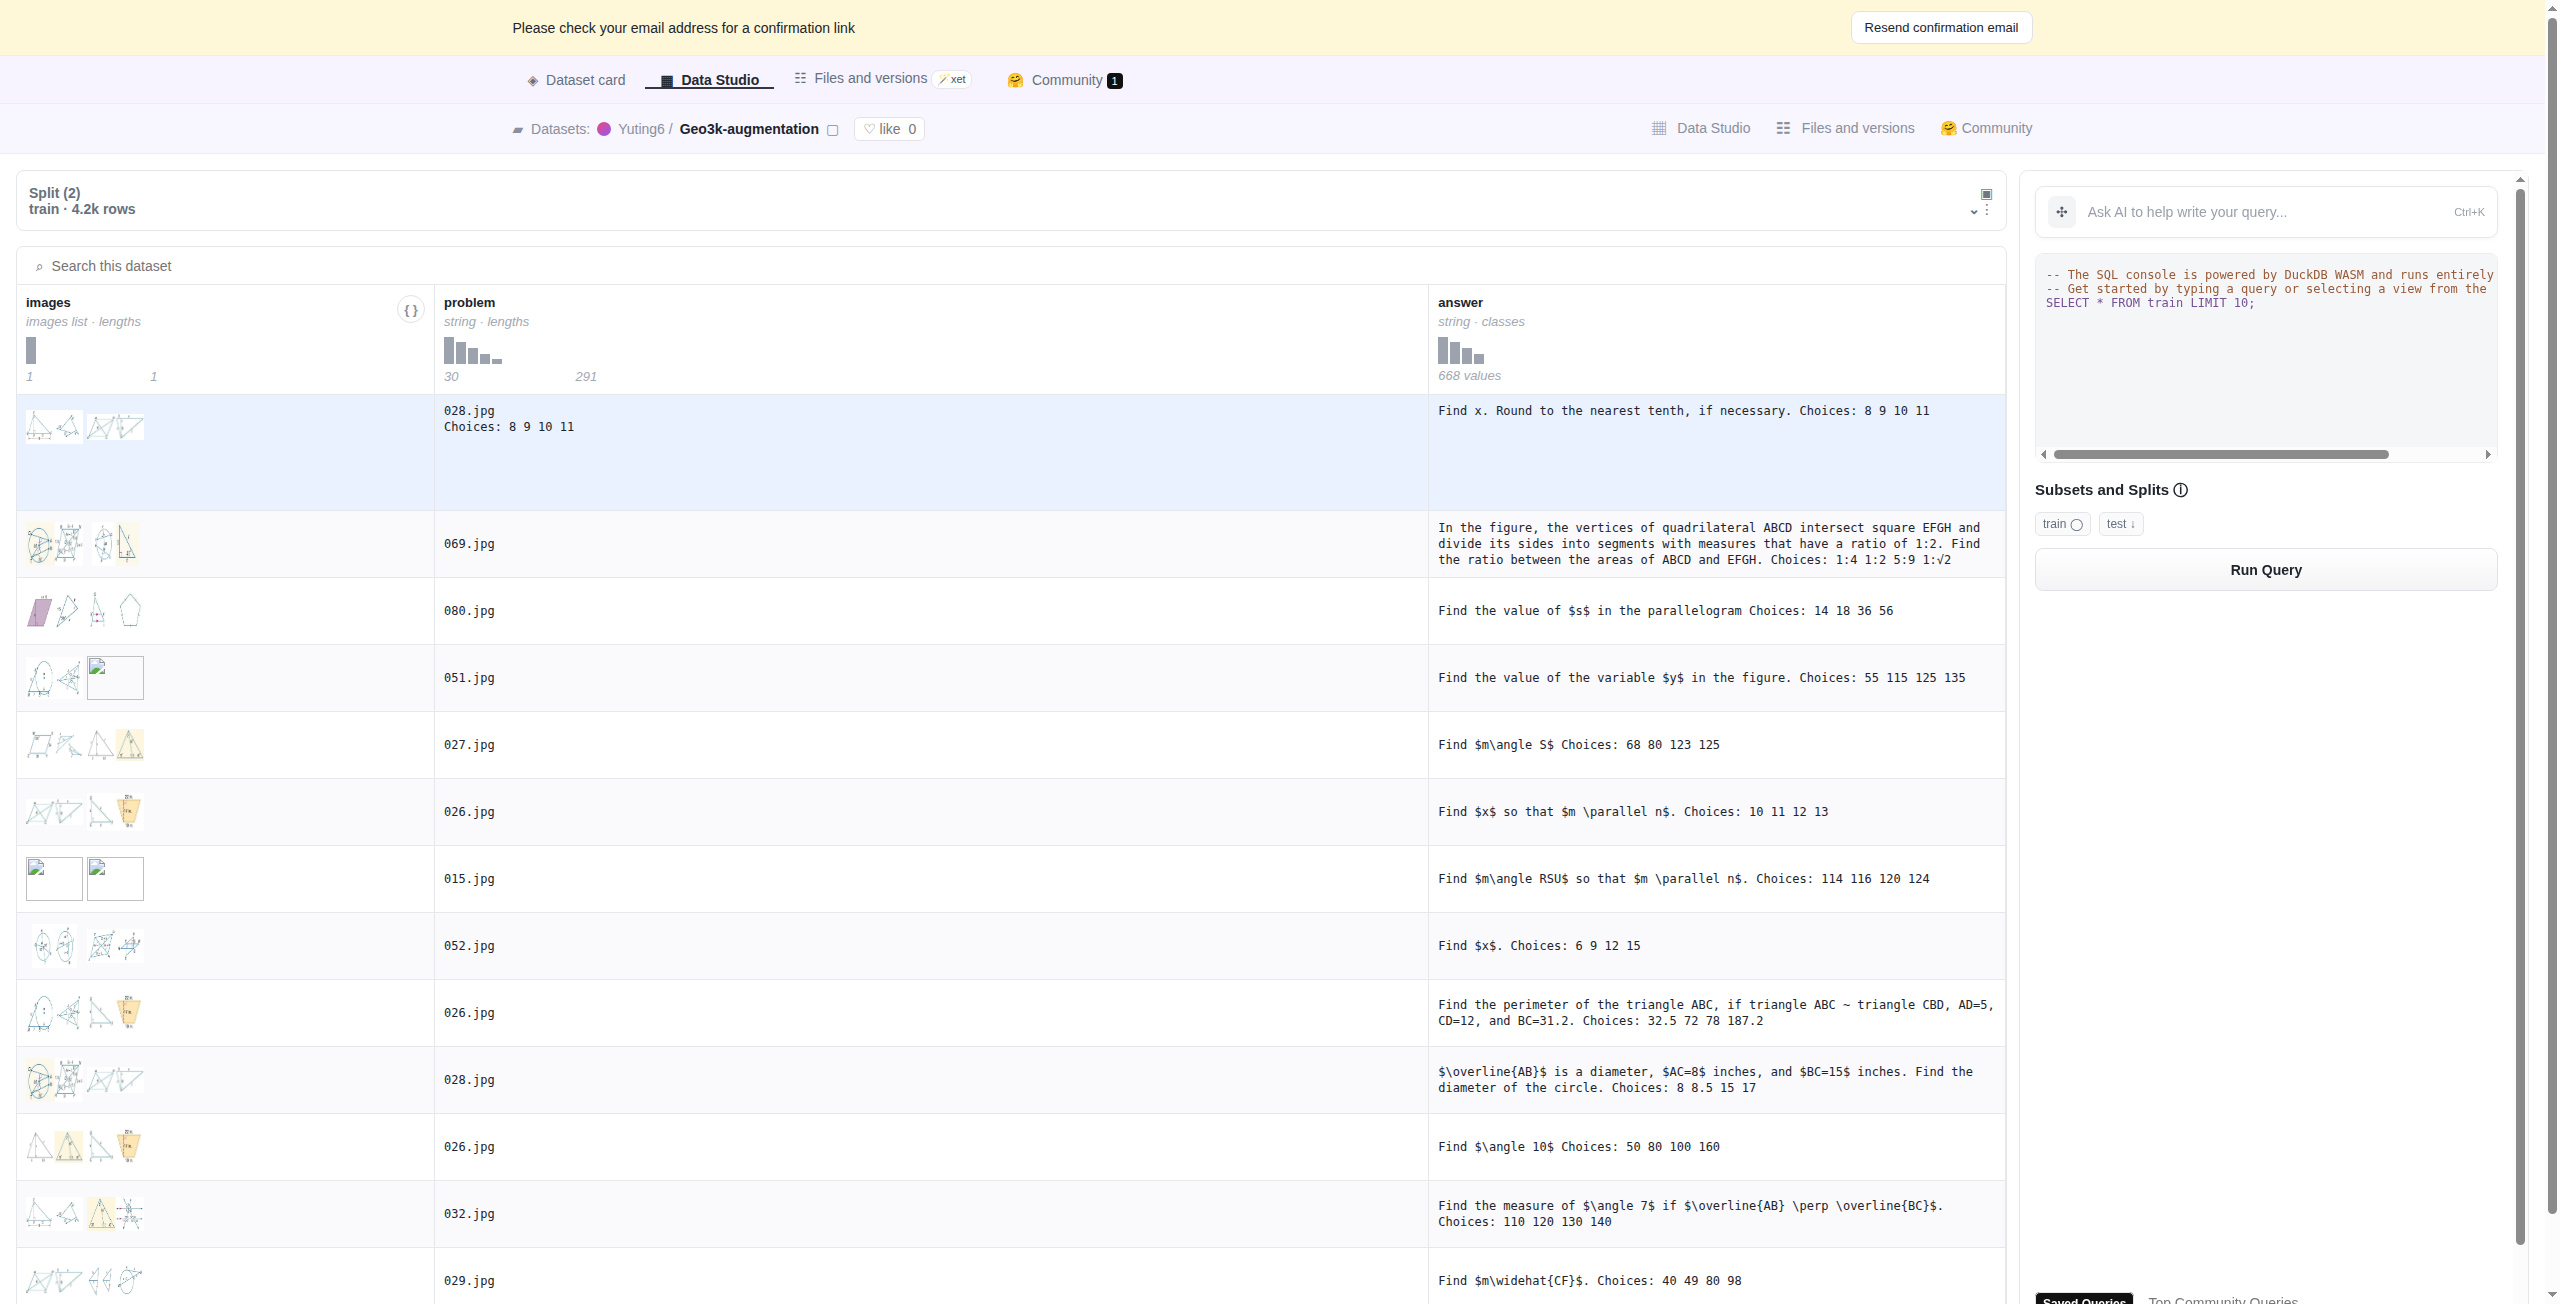 Please check your email address for a confirmation link
Resend confirmation email
Dataset card
Data Studio
Files and versions xet
Community 1
Datasets: Yuting6 / Geo3k-augmentation
like 0
Data Studio
Files and versions
Community
Split (2)
train · 4.2k rows
Search this dataset
images
images list · lengths
{ }
1 1
problem
string · lengths
30 291
answer
string · classes
668 values
028.jpg
Choices: 8 9 10 11
Find x. Round to the nearest tenth, if necessary. Choices: 8 9 10 11
069.jpg
In the figure, the vertices of quadrilateral ABCD intersect square EFGH and
divide its sides into segments with measures that have a ratio of 1:2. Find
the ratio between the areas of ABCD and EFGH. Choices: 1:4 1:2 5:9 1:√2
080.jpg
Find the value of $s$ in the parallelogram Choices: 14 18 36 56
051.jpg
Find the value of the variable $y$ in the figure. Choices: 55 115 125 135
027.jpg
Find $m\angle S$ Choices: 68 80 123 125
026.jpg
Find $x$ so that $m \parallel n$. Choices: 10 11 12 13
015.jpg
Find $m\angle RSU$ so that $m \parallel n$. Choices: 114 116 120 124
052.jpg
Find $x$. Choices: 6 9 12 15
026.jpg
Find the perimeter of the triangle ABC, if triangle ABC ~ triangle CBD, AD=5,
CD=12, and BC=31.2. Choices: 32.5 72 78 187.2
028.jpg
$\overline{AB}$ is a diameter, $AC=8$ inches, and $BC=15$ inches. Find the
diameter of the circle. Choices: 8 8.5 15 17
026.jpg
Find $\angle 10$ Choices: 50 80 100 160
032.jpg
Find the measure of $\angle 7$ if $\overline{AB} \perp \overline{BC}$.
Choices: 110 120 130 140
029.jpg
Find $m\widehat{CF}$. Choices: 40 49 80 98
Ask AI to help write your query...
Ctrl+K
-- The SQL console is powered by DuckDB WASM and runs entirely
-- Get started by typing a query or selecting a view from the
SELECT * FROM train LIMIT 10;
Subsets and Splits ⓘ
train
test ↓
Run Query
Saved Queries
Top Community Queries